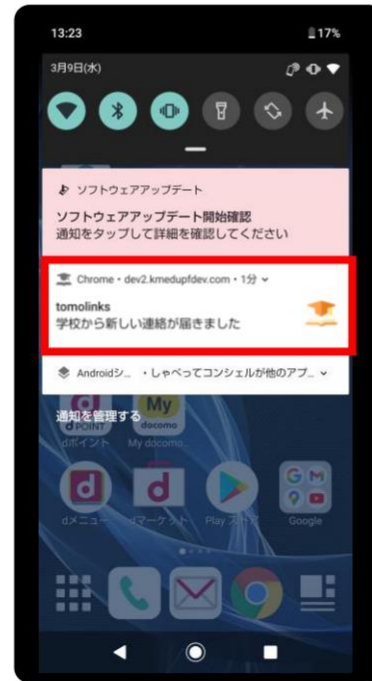 13:23
17%
3月9日(水)
ソフトウェアアップデート
ソフトウェアアップデート開始確認
通知をタップして詳細を確認してください
Chrome・dev2.kmedupfdev.com・1分
tomolinks
学校から新しい連絡が届きました
Androidシ... ・しゃべってコンシェルが他のアプ...
通知を管理する
d POINT
My docomo
dポイント
My docomo
dメニュー
dマーケット
Play ストア
Google